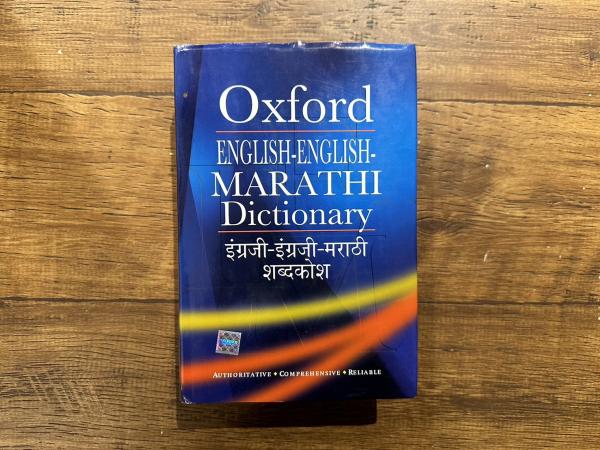 Oxford
ENGLISH-ENGLISH-
MARATHI
Dictionary
इंग्रजी-इंग्रजी-मराठी
शब्दकोश
AUTHORITATIVE • COMPREHENSIVE • RELIABLE